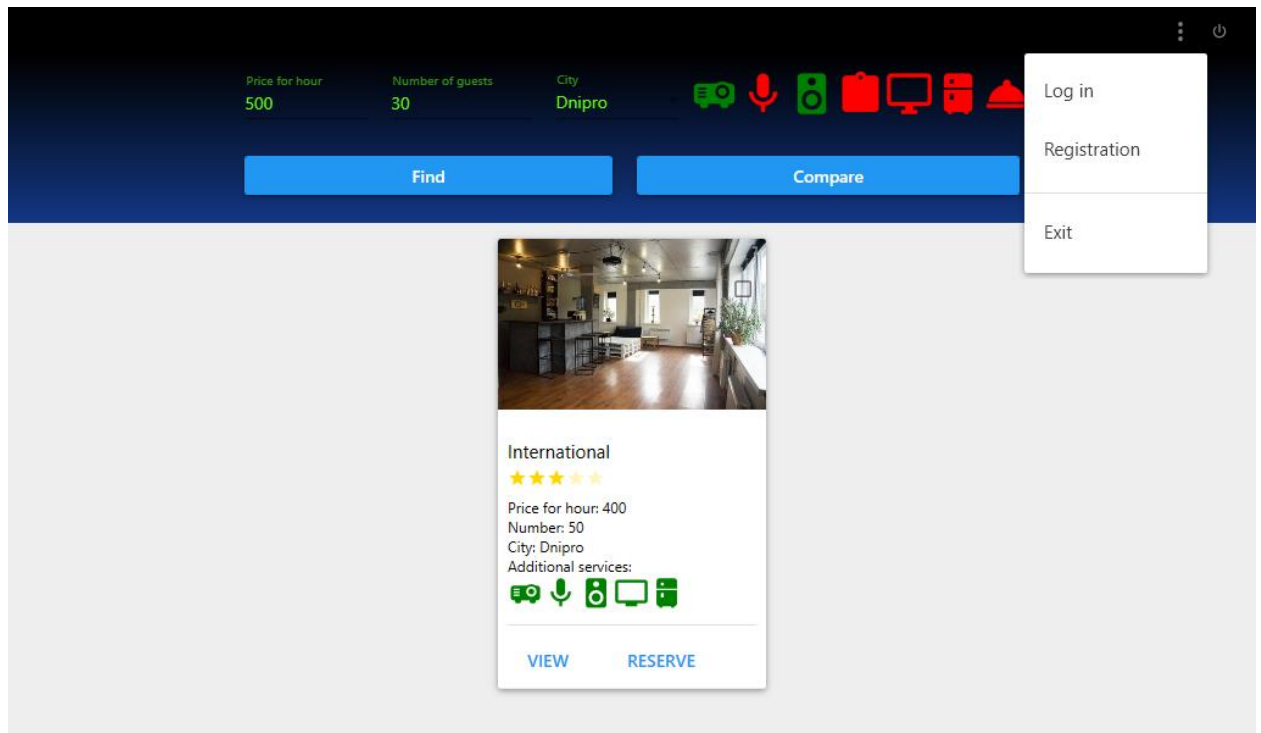 Price for hour
Number of guests
City
500
30
Dnipro
Log in
Registration
Exit
Find
Compare
International
Price for hour: 400
Number: 50
City: Dnipro
Additional services:
VIEW
RESERVE